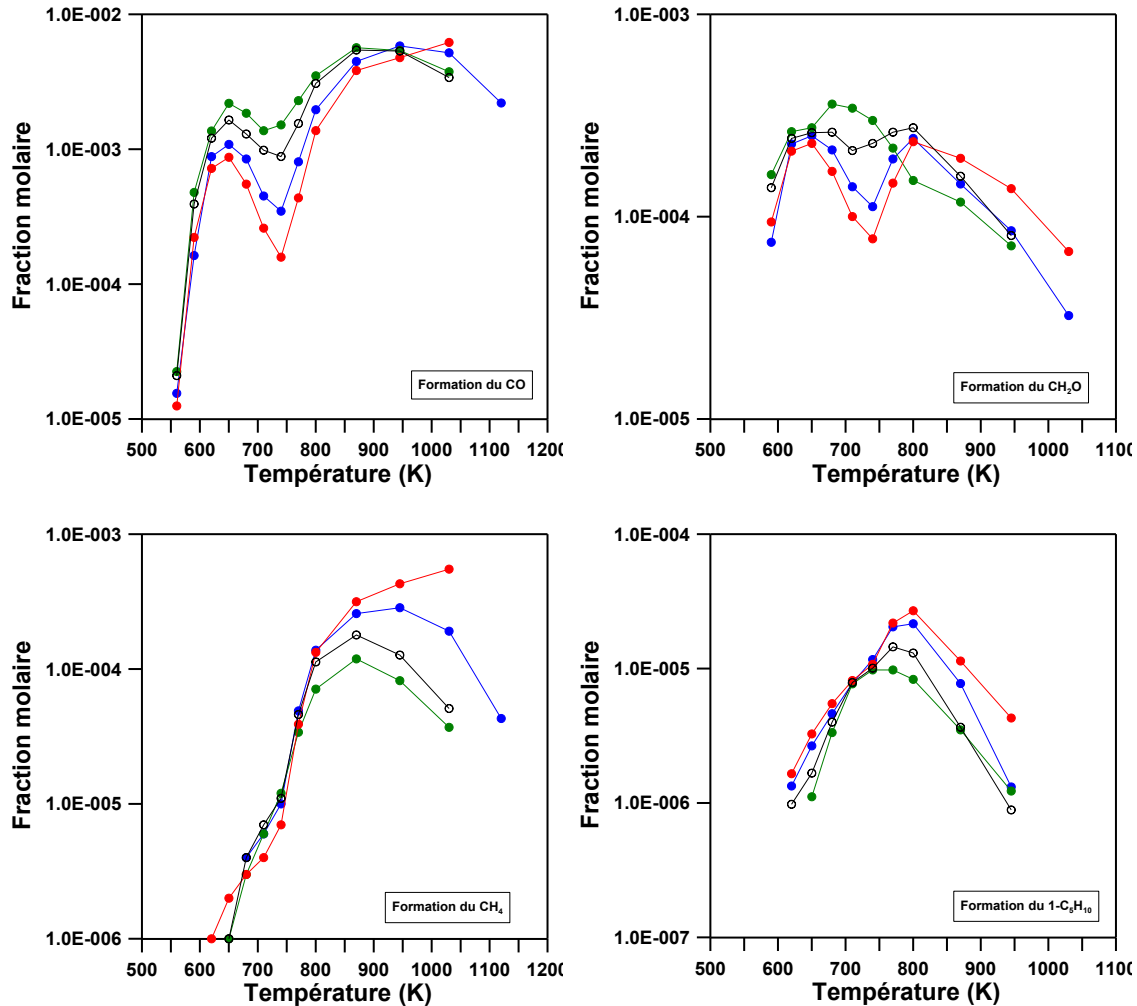 1.0E-002
1.0E-003
1.0E-004
1.0E-005
Fraction molaire
500 600 700 800 900 1000 1100 1200
Température (K)
Formation du CO
1.0E-003
1.0E-004
1.0E-005
Fraction molaire
500 600 700 800 900 1000 1100
Température (K)
Formation du CH₂O
1.0E-003
1.0E-004
1.0E-005
1.0E-006
Fraction molaire
500 600 700 800 900 1000 1100 120
Température (K)
Formation du CH₄
1.0E-004
1.0E-005
1.0E-006
1.0E-007
Fraction molaire
500 600 700 800 900 1000 1100
Température (K)
Formation du 1-C₅H₁₀